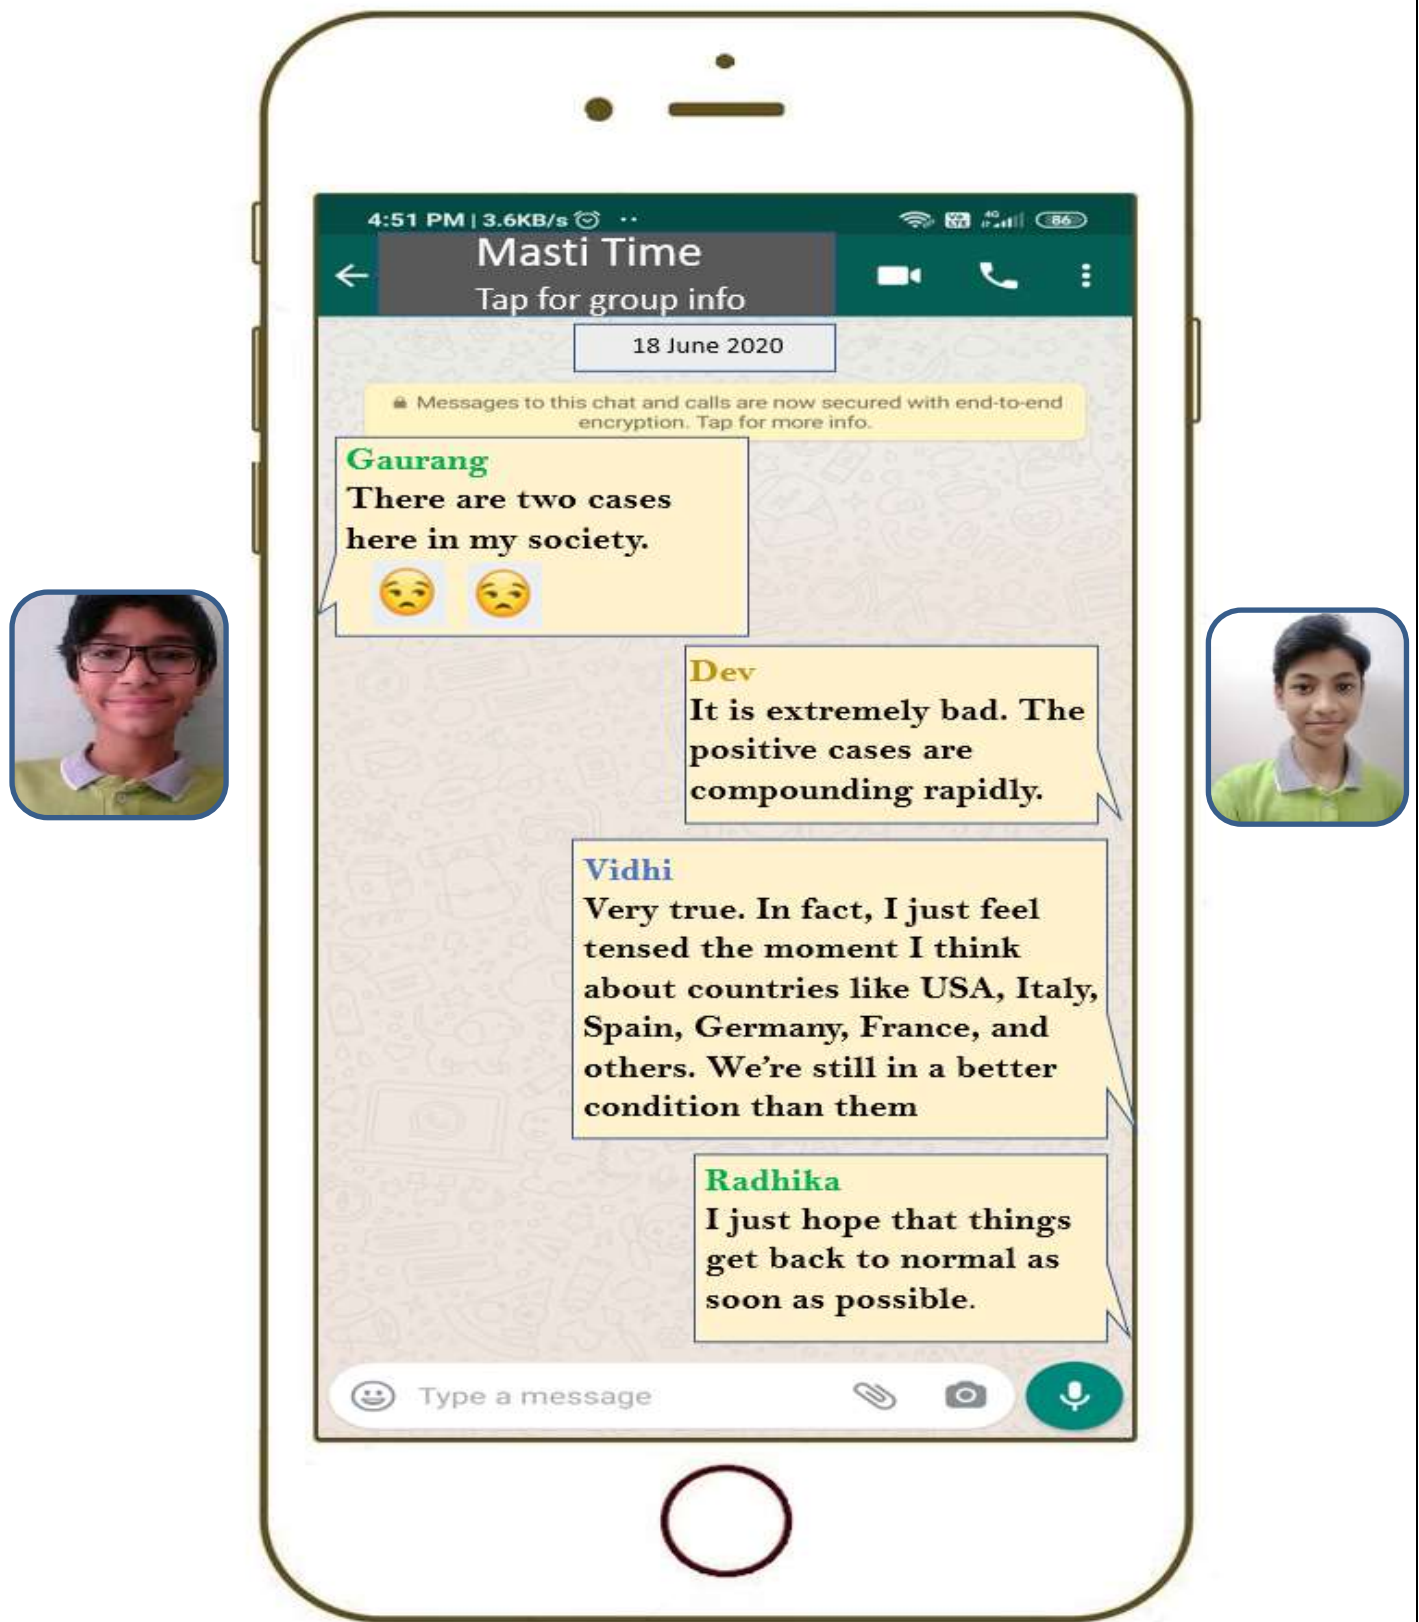 4:51 PM | 3.6KB/s
4G
86
Masti Time
Tap for group info
18 June 2020
Messages to this chat and calls are now secured with end-to-end
encryption. Tap for more info.
Gaurang
There are two cases
here in my society.
Dev
It is extremely bad. The
positive cases are
compounding rapidly.
Vidhi
Very true. In fact, I just feel
tensed the moment I think
about countries like USA, Italy,
Spain, Germany, France, and
others. We’re still in a better
condition than them
Radhika
I just hope that things
get back to normal as
soon as possible.
Type a message